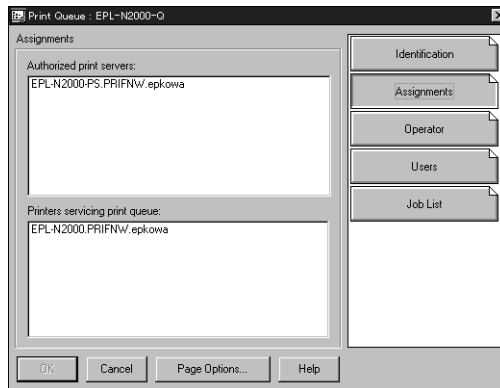 Print Queue : EPL-N2000-Q
Assignments
Authorized print servers:
EPL-N2000-PS.PRIFNW.epkowa
Printers servicing print queue:
EPL-N2000.PRIFNW.epkowa
Identification
Assignments
Operator
Users
Job List
OK
Cancel
Page Options...
Help